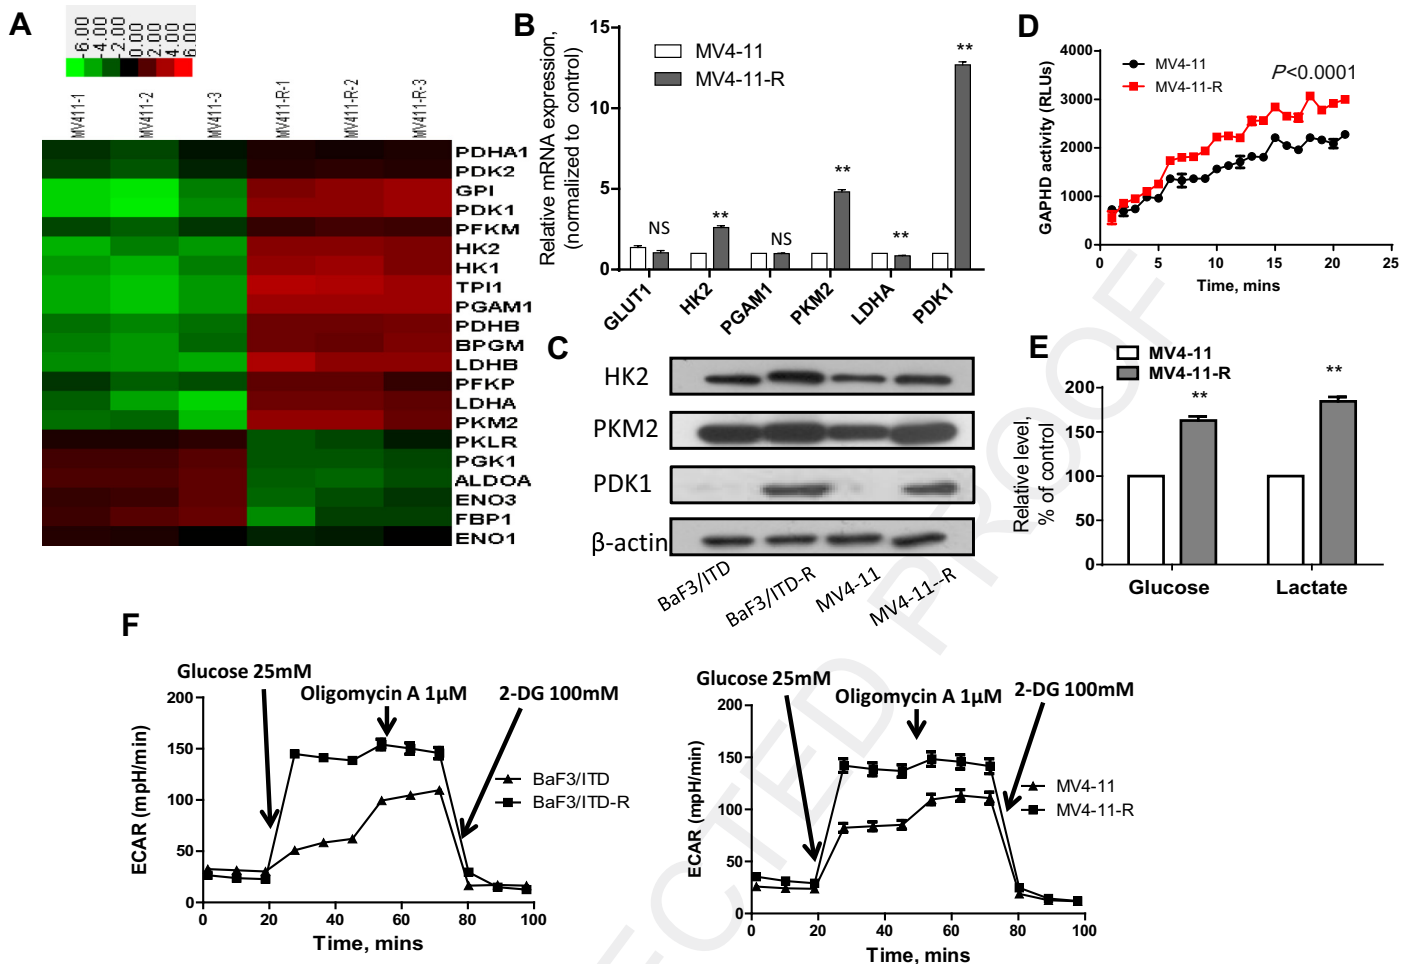 A
-6.00
-4.00
-2.00
0.00
2.00
4.00
6.00
MV411-1
MV411-2
MV411-3
MV411-R-1
MV411-R-2
MV411-R-3
PDHA1
PDK2
GPI
PDK1
PFKM
HK2
HK1
TPI1
PGAM1
PDHB
BPGM
LDHB
PFKP
LDHA
PKM2
PKLR
PGK1
ALDOA
ENO3
FBP1
ENO1
B
Relative mRNA expression,
(normalized to control)
15
10
5
0
MV4-11
MV4-11-R
NS
**
NS
**
**
**
GLUT1
HK2
PGAM1
PKM2
LDHA
PDK1
C
HK2
PKM2
PDK1
β-actin
BaF3/ITD
BaF3/ITD-R
MV4-11
MV4-11--R
D
GAPHD activity (RLUs)
4000
3000
2000
1000
0
MV4-11
MV4-11-R
P<0.0001
0
5
10
15
20
25
Time, mins
E
MV4-11
MV4-11-R
Relative level,
% of control
200
150
100
50
0
**
**
Glucose
Lactate
F
Glucose 25mM
Oligomycin A 1μM
2-DG 100mM
ECAR (mpH/min)
200
150
100
50
0
BaF3/ITD
BaF3/ITD-R
0
20
40
60
80
100
Time, mins
Glucose 25mM
Oligomycin A 1μM
2-DG 100mM
ECAR (mpH/min)
200
150
100
50
0
MV4-11
MV4-11-R
0
20
40
60
80
100
Time, mins
ECTED PROOF